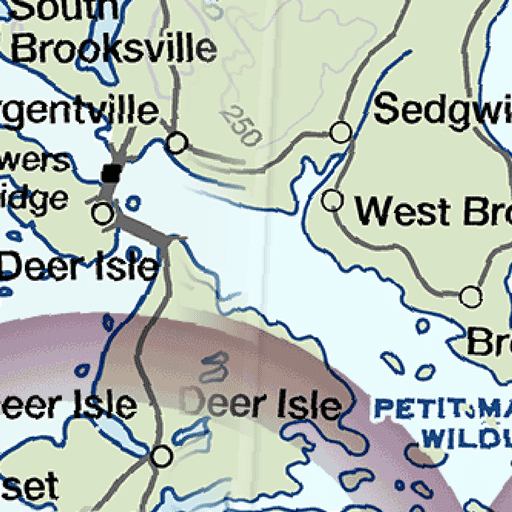 South
Brooksville
rgentville
250
Sedgwi
wers
idge
West Bro
Deer Isle
Bro
eer Isle
Deer Isle
PETIT MA
WILDL
set